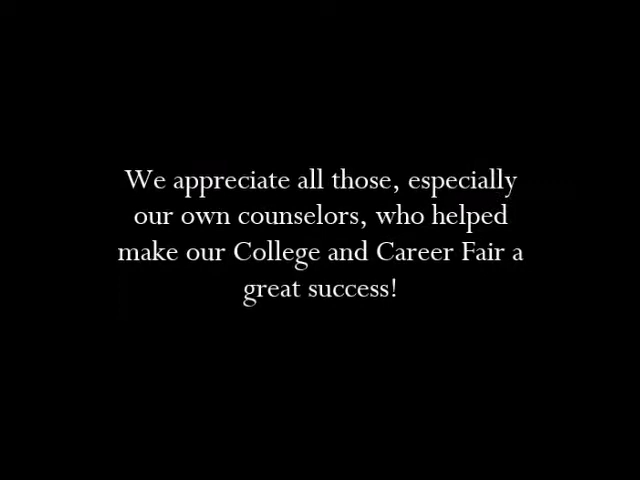 We appreciate all those, especially
our own counselors, who helped
make our College and Career Fair a
great success!